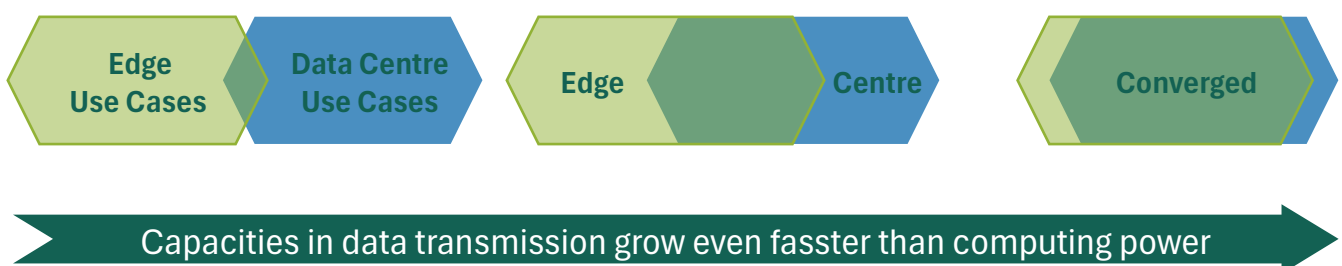 Edge
Use Cases
Data Centre
Use Cases
Edge
Centre
Converged
Capacities in data transmission grow even fasster than computing power